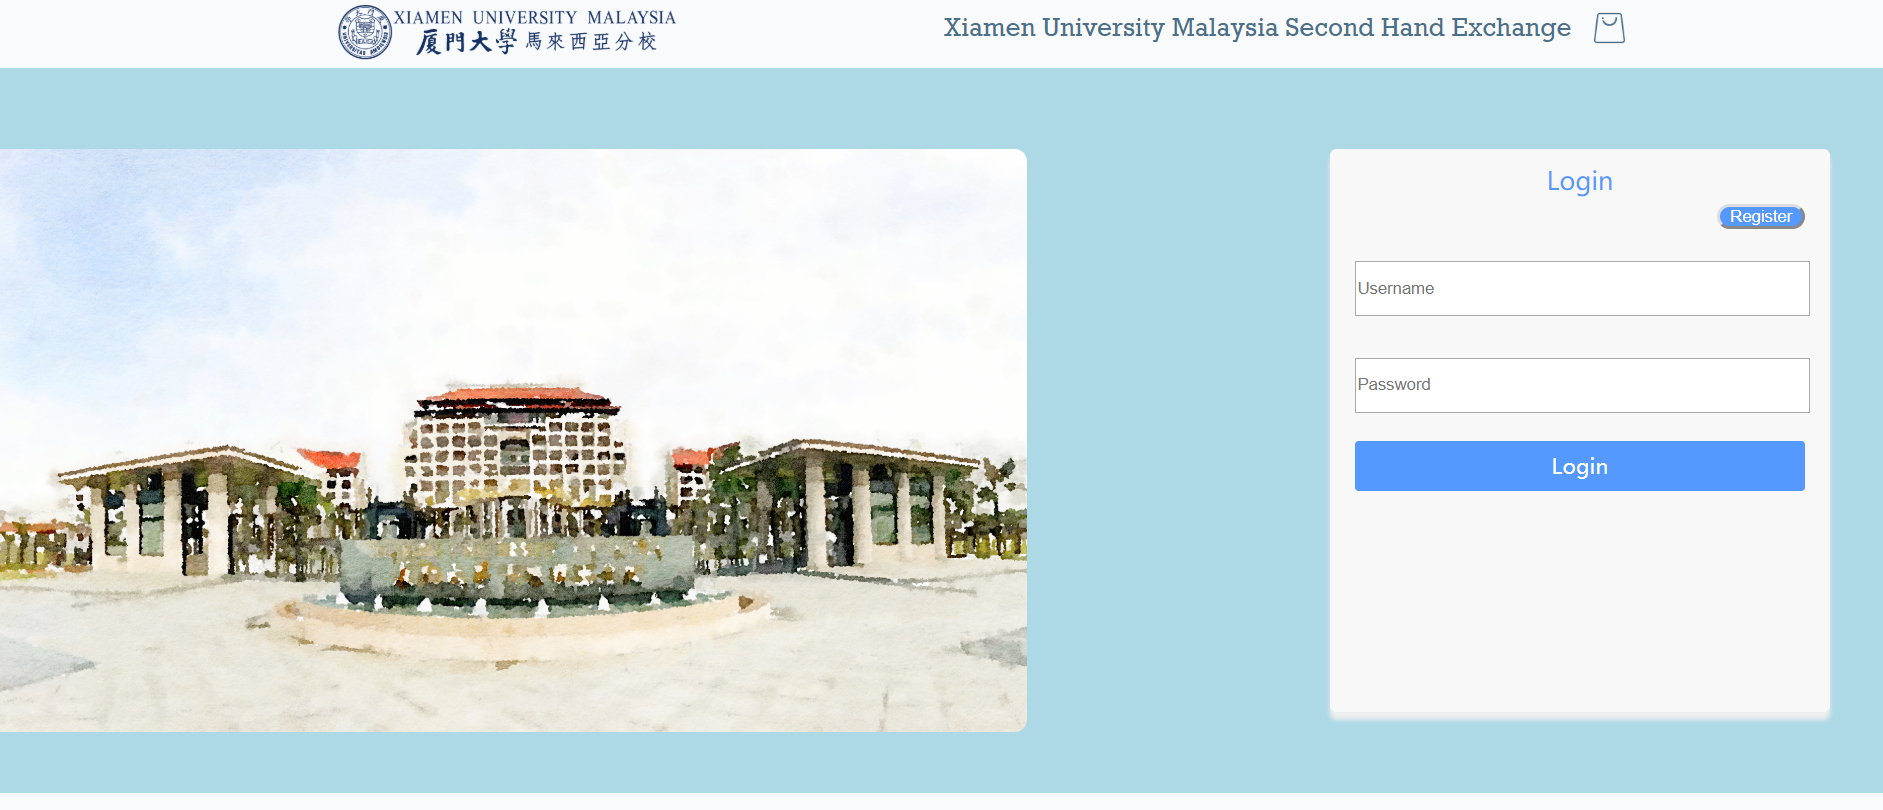 XIAMEN UNIVERSITY MALAYSIA
厦門大學 馬來西亞分校
Xiamen University Malaysia Second Hand Exchange
Login
Register
Username
Password
Login